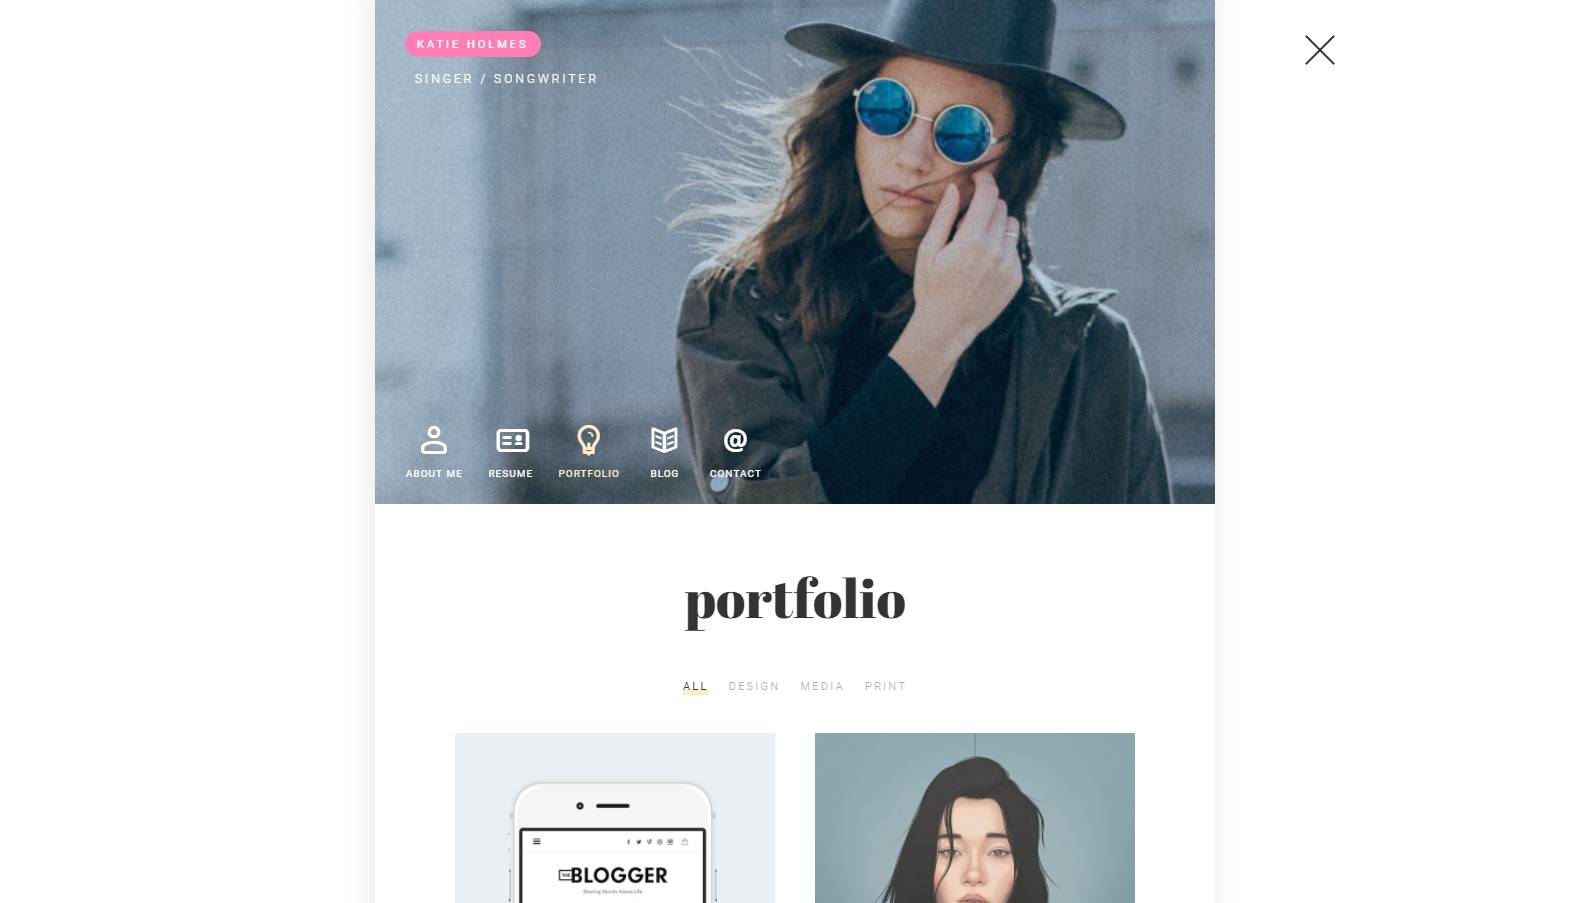 KATIE HOLMES
SINGER / SONGWRITER
@
ABOUT ME RESUME PORTFOLIO BLOG CONTACT
portfolio
ALL DESIGN MEDIA PRINT
THE BLOGGER
Sharing Stories About Life